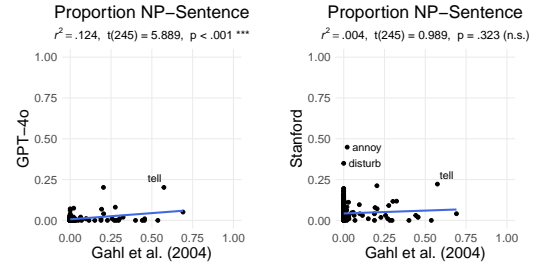 Proportion NP−Sentence
r² = .124, t(245) = 5.889, p < .001 ***
1.00
0.75
0.50
0.25
0.00
GPT−4o
tell
0.00 0.25 0.50 0.75 1.00
Gahl et al. (2004)
Proportion NP−Sentence
r² = .004, t(245) = 0.989, p = .323 (n.s.)
1.00
0.75
0.50
0.25
0.00
Stanford
annoy
disturb
tell
0.00 0.25 0.50 0.75 1.00
Gahl et al. (2004)